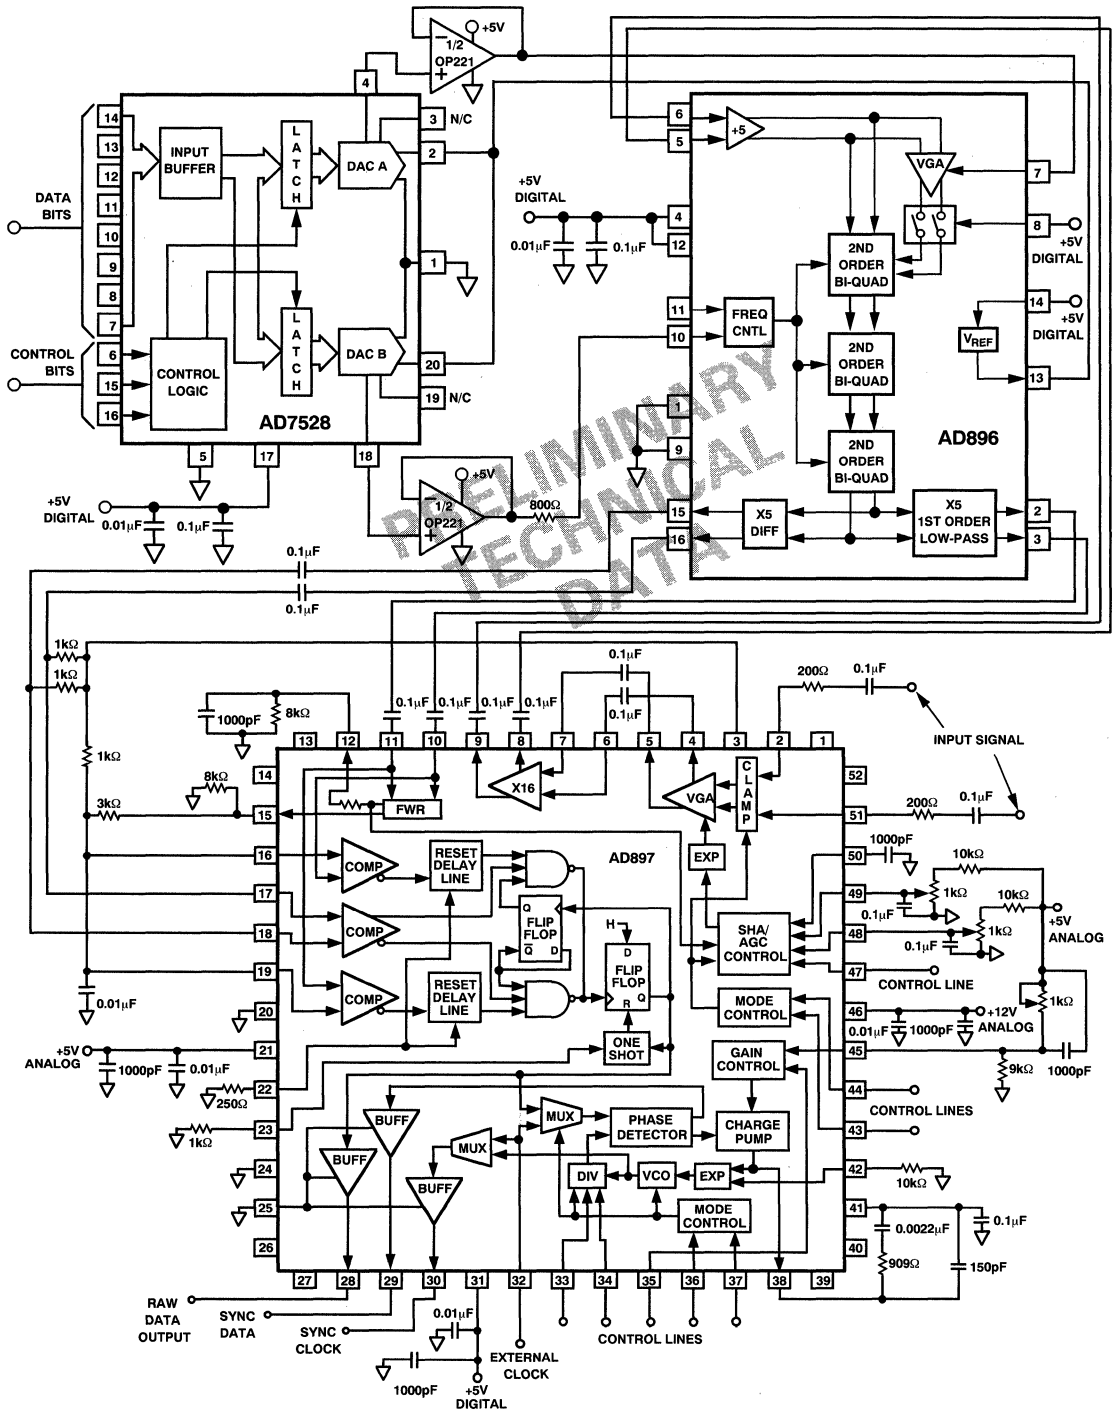 +5V
1/2
OP221
4
14
13
12
11
10
9
8
7
6
15
16
DATA
BITS
CONTROL
BITS
INPUT
BUFFER
LATCH
LATCH
DAC A
DAC B
CONTROL
LOGIC
AD7528
3 N/C
2
1
20
19 N/C
5
17
18
+5V
DIGITAL
0.01µF
0.1µF
+5V
1/2
OP221
800Ω
+5V
DIGITAL
0.01µF
0.1µF
6
5
4
12
11
10
1
9
15
16
+5
VGA
2ND
ORDER
BI-QUAD
2ND
ORDER
BI-QUAD
2ND
ORDER
BI-QUAD
FREQ
CNTL
VREF
AD896
X5
DIFF
X5
1ST ORDER
LOW-PASS
7
8
+5V
DIGITAL
14
+5V
DIGITAL
13
2
3
PRELIMINARY
TECHNICAL
DATA
0.1µF
0.1µF
1kΩ
1kΩ
1kΩ
3kΩ
8kΩ
0.01µF
1000pF
8kΩ
0.1µF
0.1µF
0.1µF
0.1µF
0.1µF
0.1µF
200Ω
0.1µF
INPUT SIGNAL
13
12
11
10
9
8
7
6
5
4
3
2
1
14
15
16
17
18
19
20
21
22
23
24
25
26
+5V
ANALOG
1000pF
0.01µF
250Ω
1kΩ
FWR
X16
VGA
CLAMP
EXP
AD897
COMP
COMP
COMP
RESET
DELAY
LINE
RESET
DELAY
LINE
Q
FLIP
FLOP
Q D
H
D
FLIP
FLOP
R
Q
ONE
SHOT
SHA/
AGC
CONTROL
MODE
CONTROL
GAIN
CONTROL
CHARGE
PUMP
PHASE
DETECTOR
MUX
MUX
BUFF
BUFF
BUFF
DIV
VCO
EXP
MODE
CONTROL
52
51
50
49
48
47
46
45
44
43
42
41
40
200Ω
0.1µF
1000pF
10kΩ
1kΩ
0.1µF
10kΩ
1kΩ
0.1µF
+5V
ANALOG
CONTROL LINE
+12V
ANALOG
0.01µF
1000pF
1kΩ
9kΩ
1000pF
CONTROL LINES
10kΩ
0.0022µF
0.1µF
909Ω
150pF
27
28
29
30
31
32
33
34
35
36
37
38
39
RAW
DATA
OUTPUT
SYNC
DATA
SYNC
CLOCK
0.01µF
1000pF
+5V
DIGITAL
EXTERNAL
CLOCK
CONTROL LINES